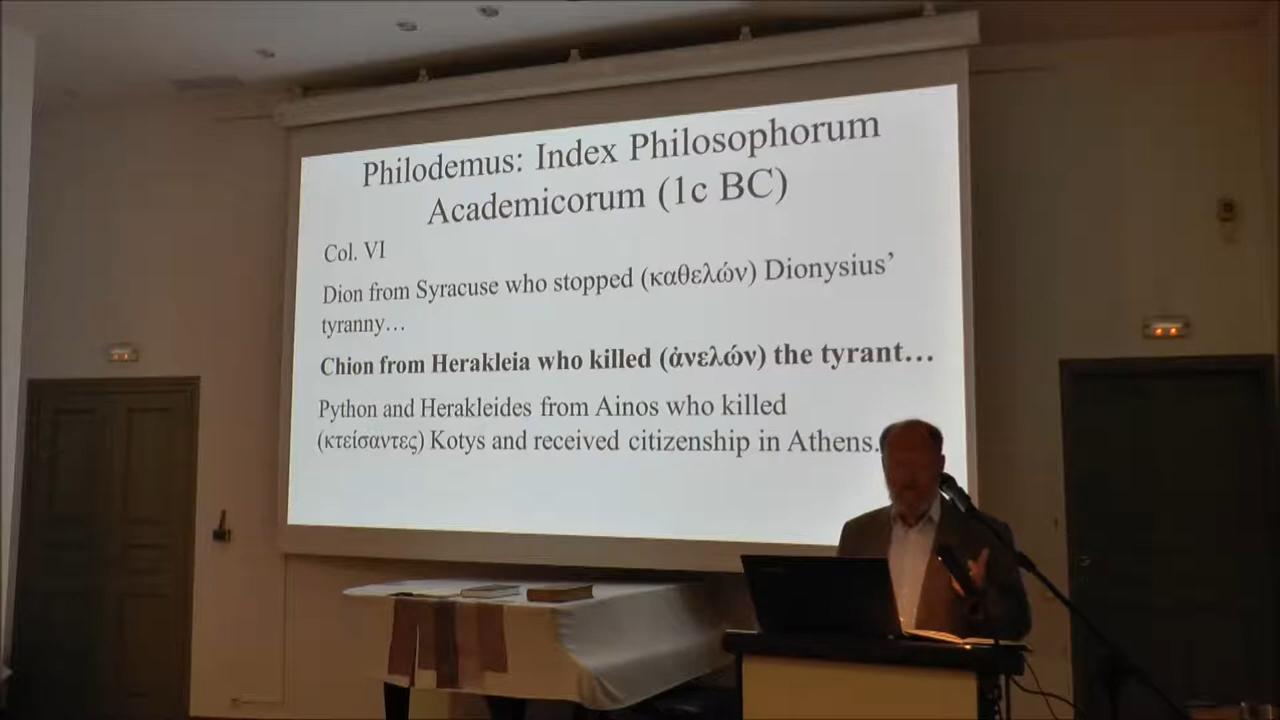 Philodemus: Index Philosophorum
Academicorum (1c BC)
Col. VI
Dion from Syracuse who stopped (καθελών) Dionysius’
tyranny…
Chion from Herakleia who killed (ἀνελών) the tyrant…
Python and Herakleides from Ainos who killed
(κτείσαντες) Kotys and received citizenship in Athens.